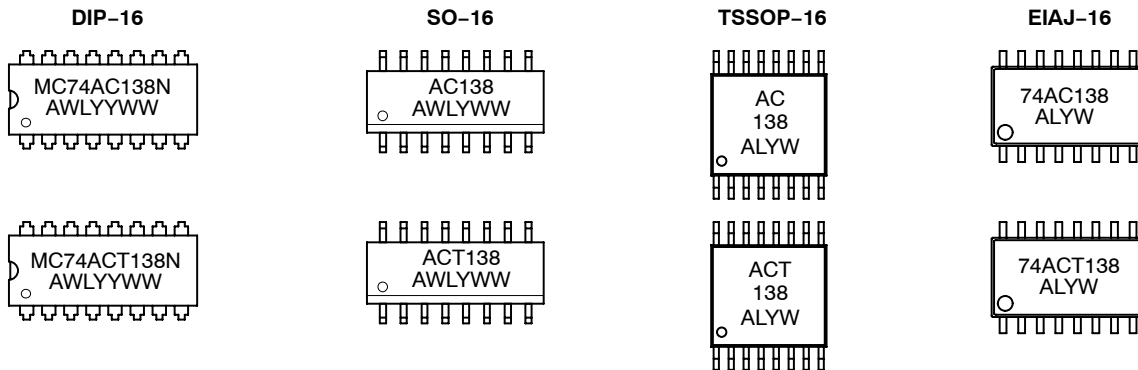 DIP−16
SO−16
TSSOP−16
EIAJ−16
MC74AC138N
AWLYYWW
AC138
AWLYWW
AC
138
ALYW
74AC138
ALYW
MC74ACT138N
AWLYYWW
ACT138
AWLYWW
ACT
138
ALYW
74ACT138
ALYW